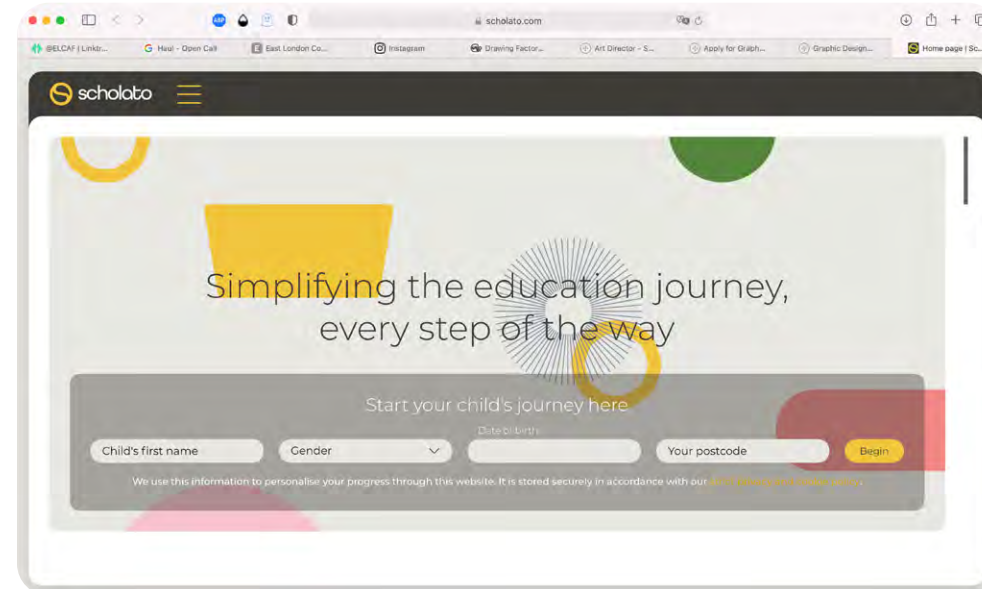 scholato.com
@ELCAF | Linktr...
Haul - Open Call
East London Co...
Instagram
Drawing Factor...
Art Director - S...
Apply for Graph...
Graphic Design...
Home page | Sc...
scholato
Simplifying the education journey,
every step of the way
Start your child's journey here
Date of birth
Child's first name
Gender
Your postcode
Begin
We use this information to personalise your progress through this website. It is stored securely in accordance with our